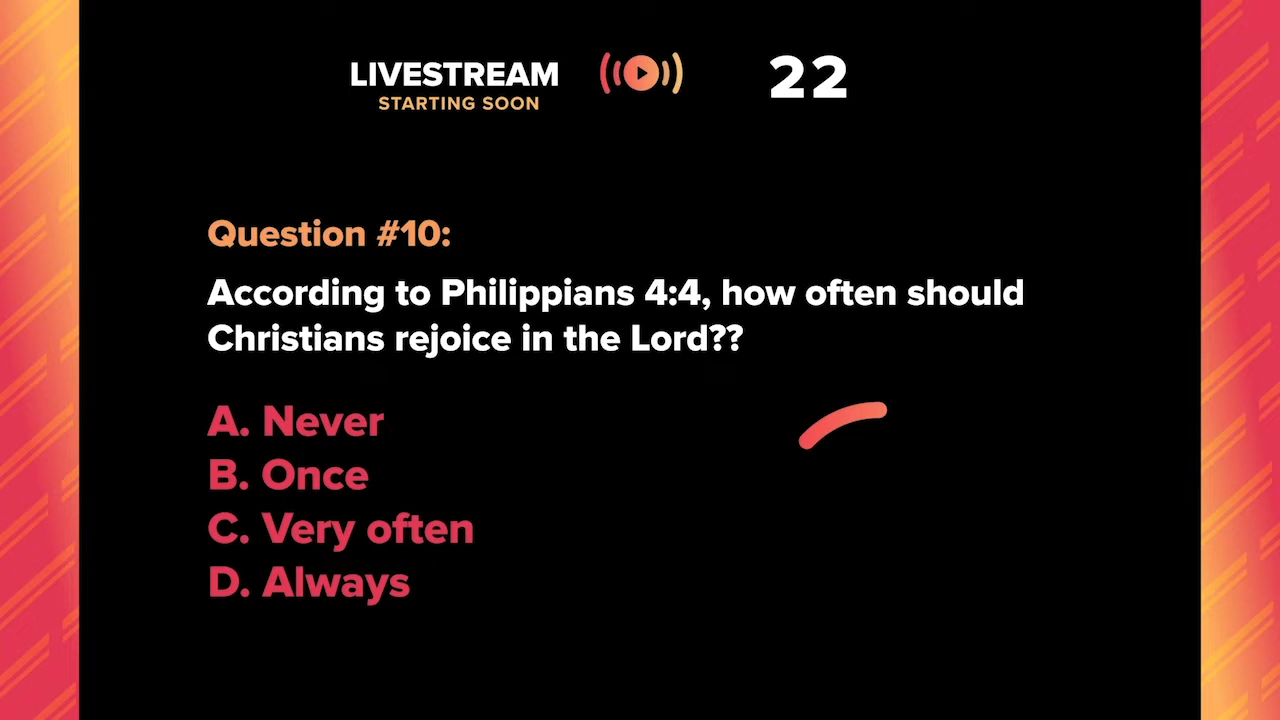 LIVESTREAM
STARTING SOON
22
Question #10:
According to Philippians 4:4, how often should
Christians rejoice in the Lord??
A. Never
B. Once
C. Very often
D. Always